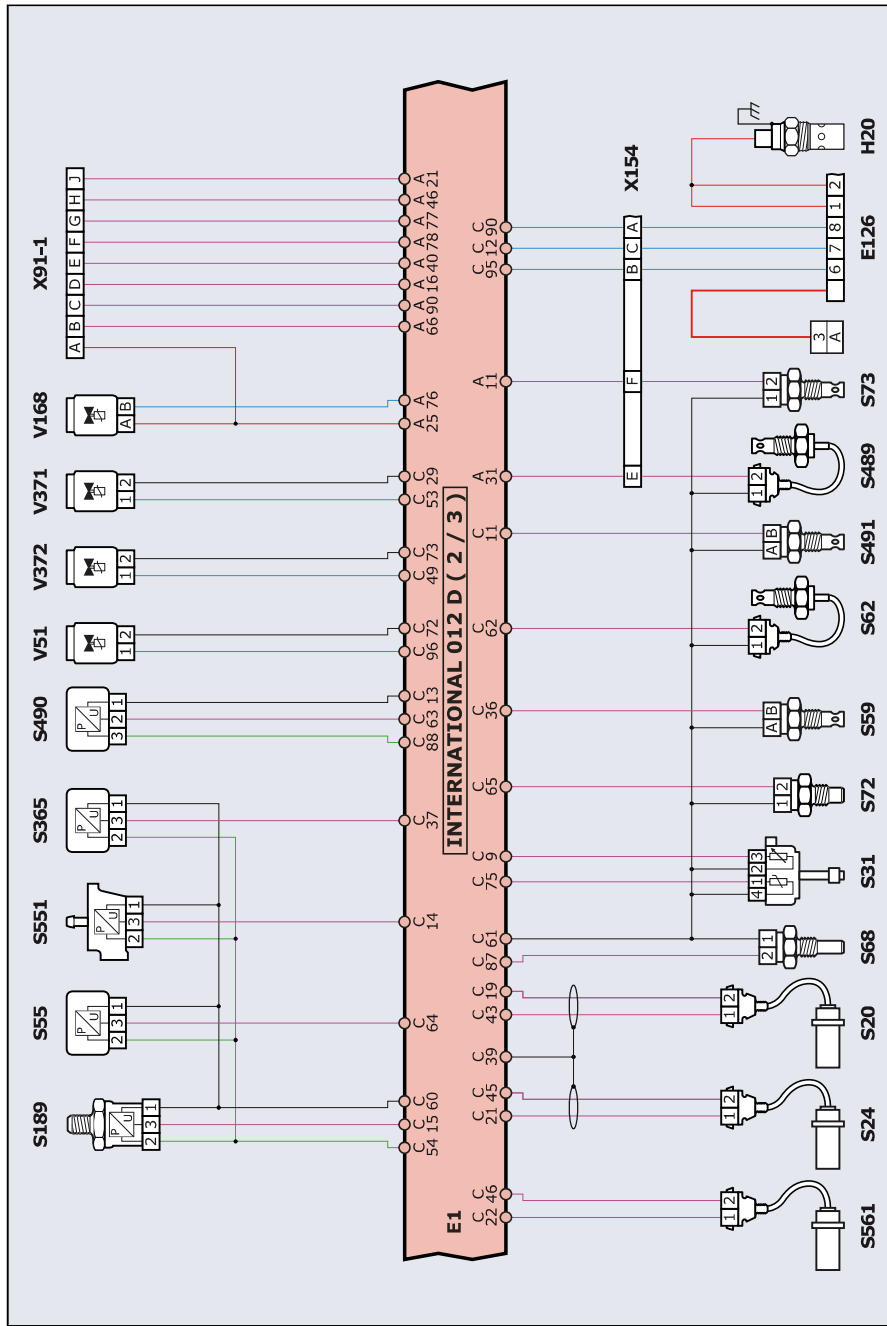 S189 S55 S551 S365 S490 V51 V372 V371 V168 X91-1
P U P U P U P U P U
2 3 1 2 3 1 2 3 1 2 3 1 3 2 1 1 2 1 2 1 2 A B A B C D E F G H J
C C C C C C C C C C C C C C C A A A A A A A A A A
54 15 60 64 14 37 88 63 13 96 72 49 73 53 29 25 76 66 90 16 40 78 77 46 21
E1
INTERNATIONAL 012 D ( 2 / 3 )
C C C C C C C C C C C C C C C A A C C C
22 46 21 45 39 43 19 87 61 75 9 65 36 62 11 31 11 95 12 90
E F B C A
X154
1 2 1 2 1 2 2 1 4 1 2 3 1 2 A B 1 2 A B 1 2 1 2
3
A
6 7 8 1 2
S561 S24 S20 S68 S31 S72 S59 S62 S491 S489 S73 E126 H20